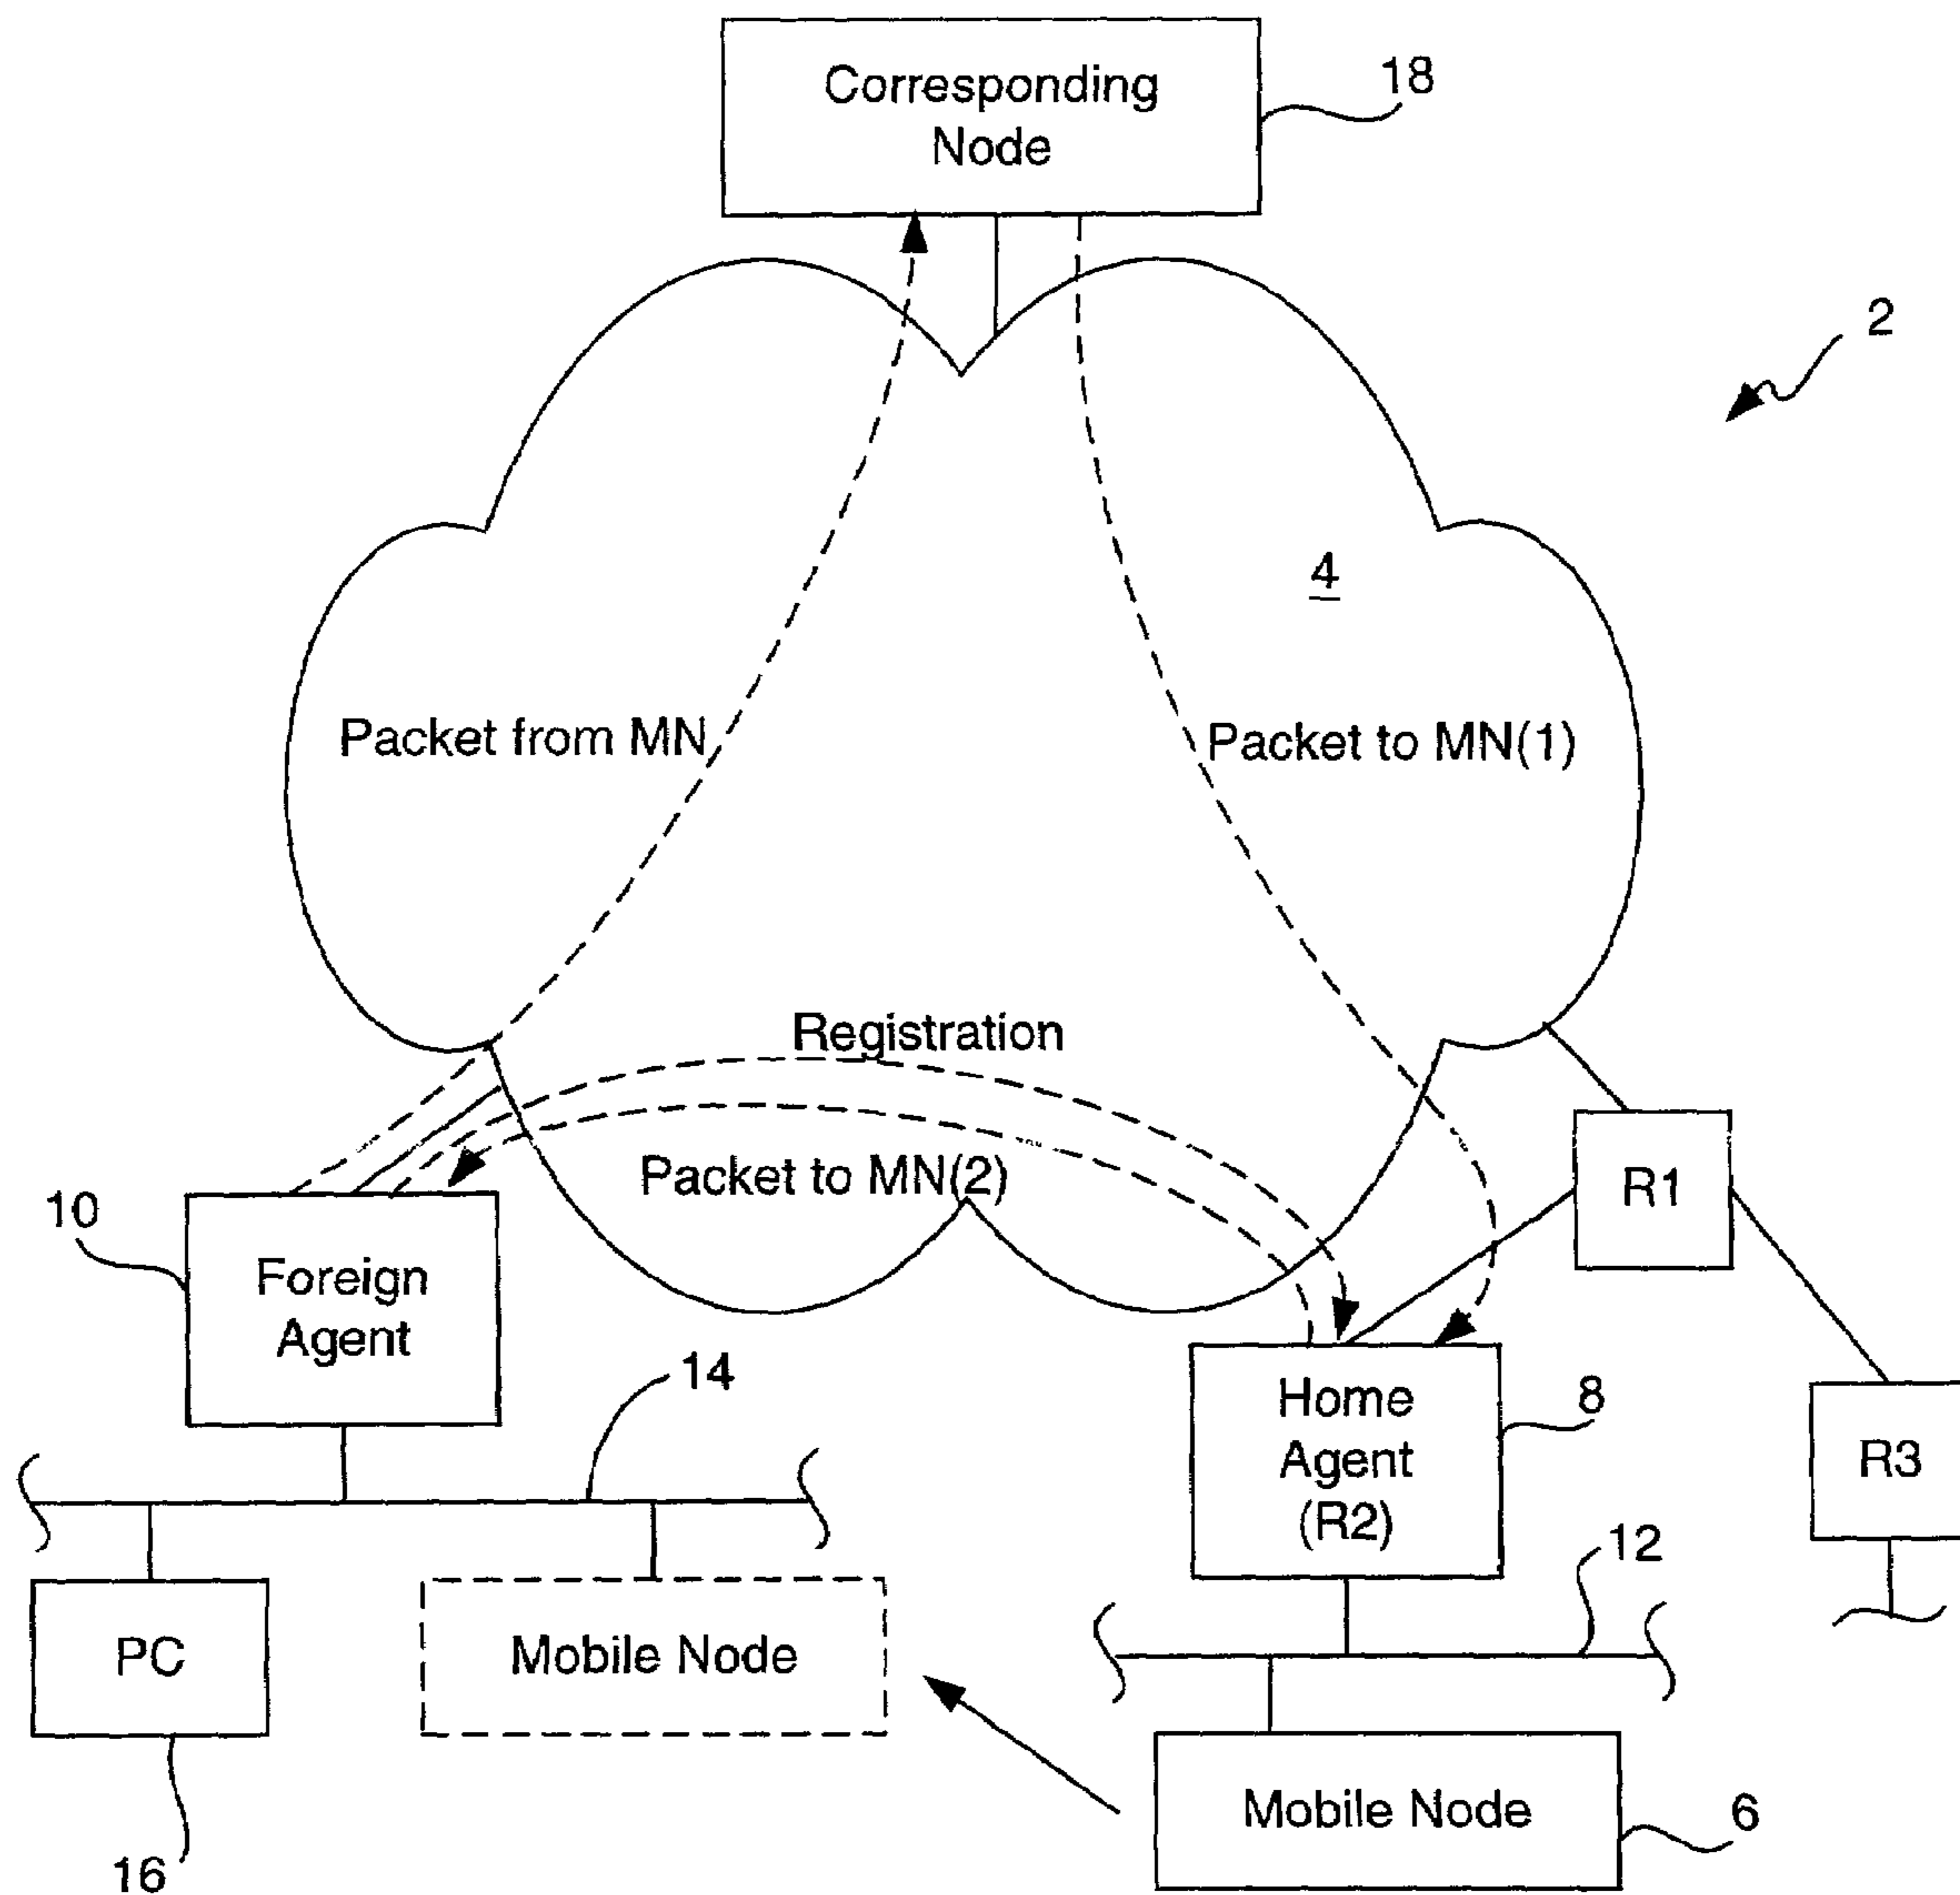 Corresponding
Node
18
2
4
Packet from MN
Packet to MN(1)
Registration
Packet to MN(2)
R1
10
Foreign
Agent
14
Home
Agent
(R2)
8
R3
12
PC
Mobile Node
Mobile Node
6
16